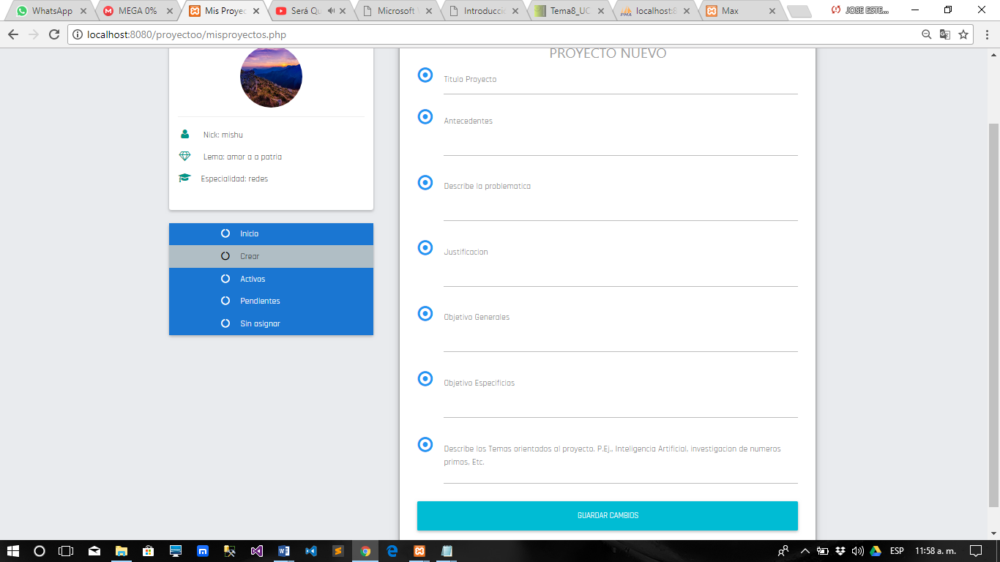 WhatsApp
MEGA 0%
Mis Proyec
Será Qu
Microsoft
Introducci
Tema8_UC
localhost:8
Max
JOSE ESTE...
localhost:8080/proyectoo/misproyectos.php
Nick: mishu
Lema: amor a a patria
Especialidad: redes
Inicio
Crear
Activos
Pendientes
Sin asignar
PROYECTO NUEVO
Titulo Proyecto
Antecedentes
Describe la problematica
Justificacion
Objetivo Generales
Objetivo Especificios
Describe los Temas orientados al proyecto. P.Ej., Inteligencia Artificial, investigacion de numeros
primos, Etc.
GUARDAR CAMBIOS
ESP
11:58 a. m.